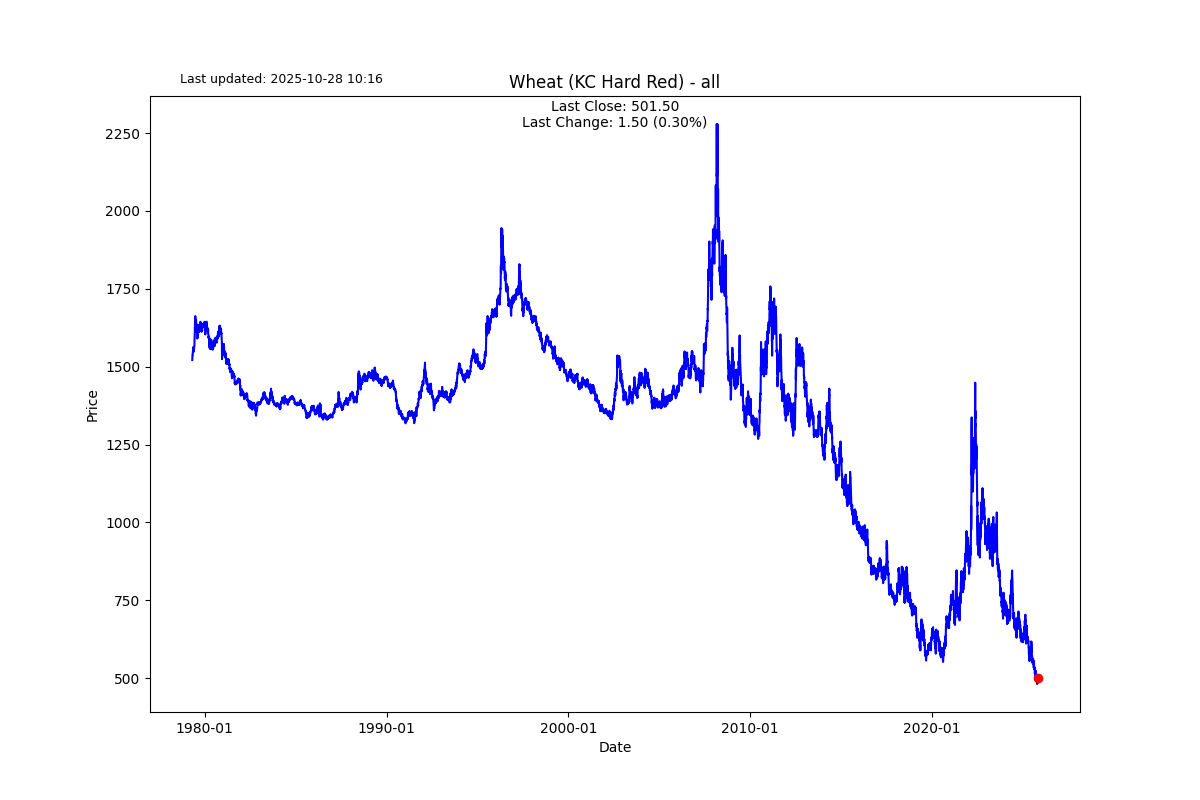 Last updated: 2025-10-28 10:16
Wheat (KC Hard Red) - all
Last Close: 501.50
Last Change: 1.50 (0.30%)
Price
2250
2000
1750
1500
1250
1000
750
500
1980-01 1990-01 2000-01 2010-01 2020-01
Date